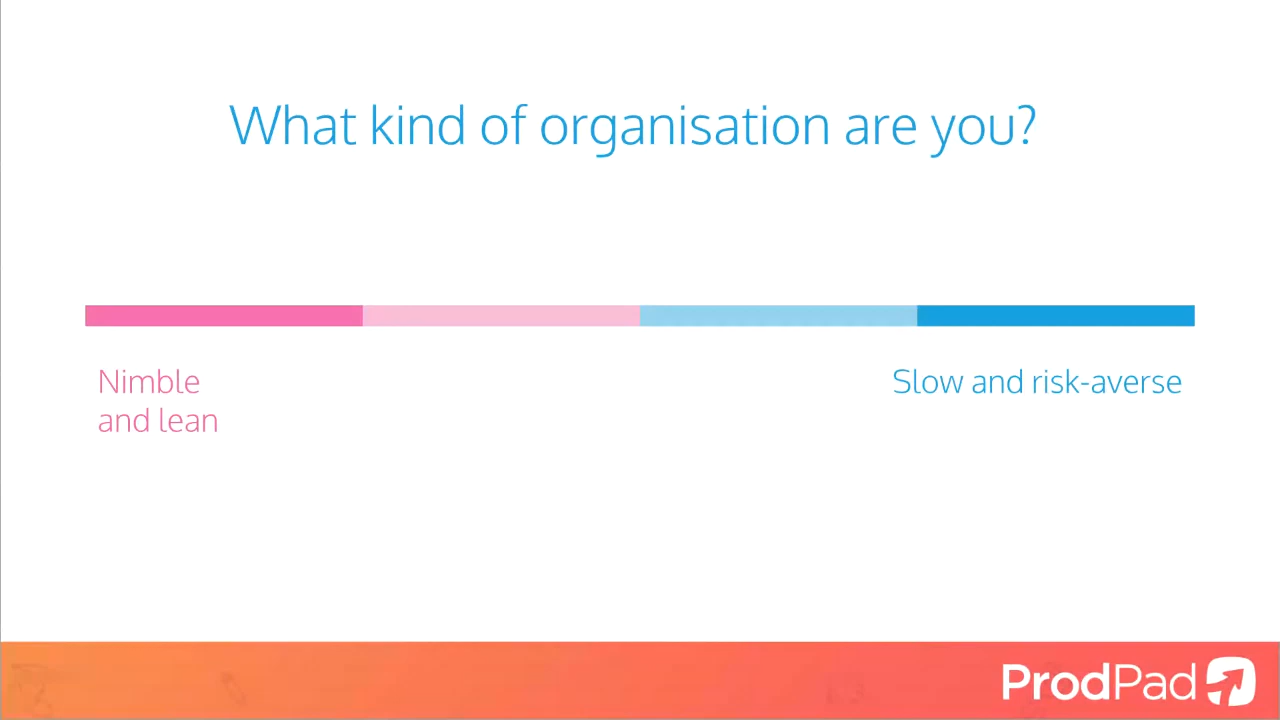 What kind of organisation are you?
Nimble
and lean
Slow and risk-averse
ProdPad